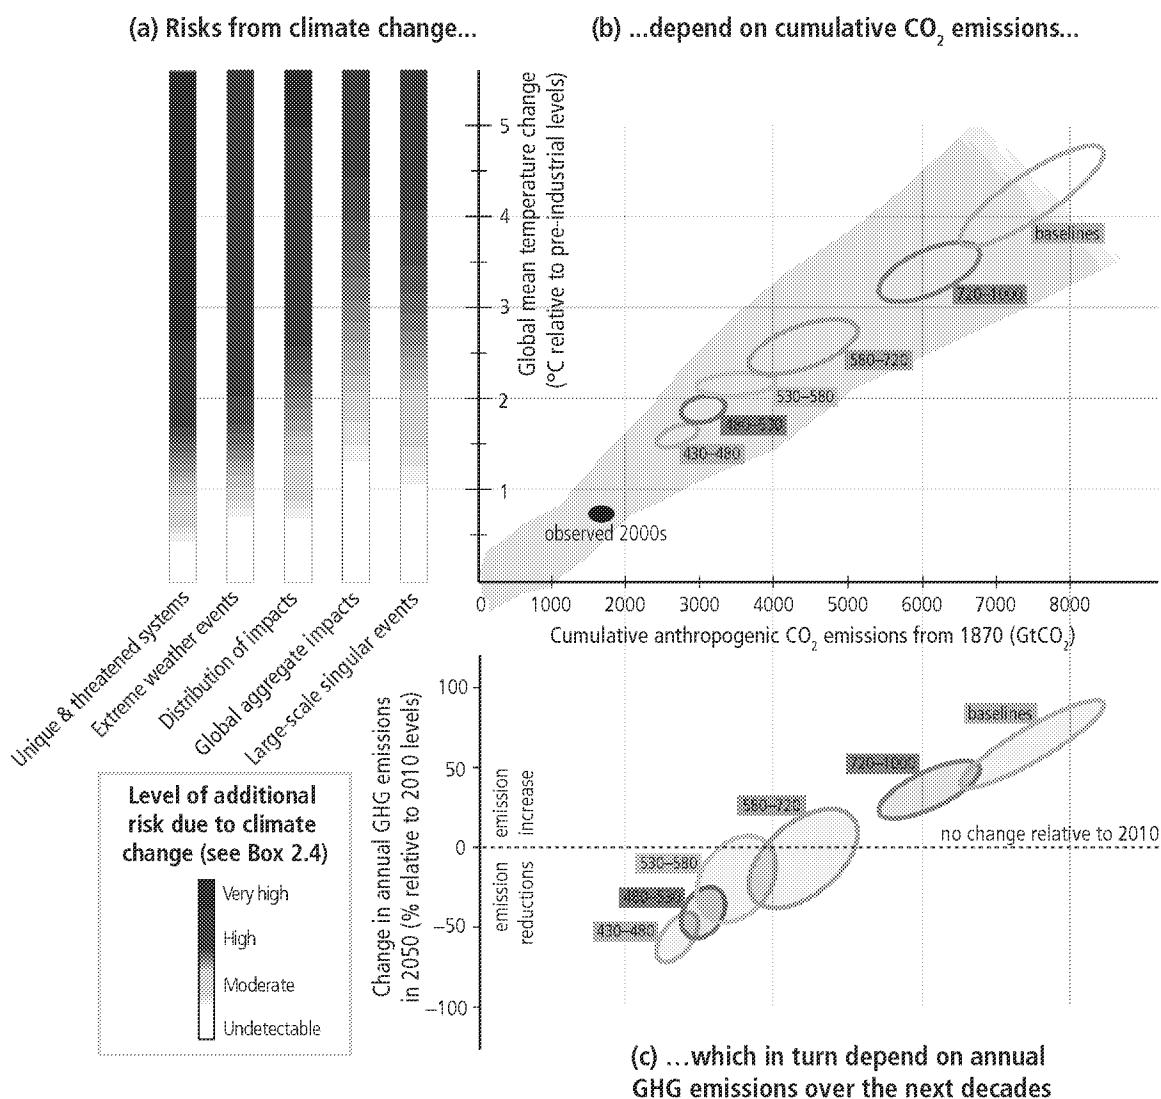 (a) Risks from climate change...
(b) ...depend on cumulative CO2 emissions...
Global mean temperature change
(°C relative to pre-industrial levels)
5
4
3
2
1
baselines
720–1000
580–720
530–580
480–530
430–480
observed 2000s
0
1000
2000
3000
4000
5000
6000
7000
8000
Cumulative anthropogenic CO2 emissions from 1870 (GtCO2)
Unique & threatened systems
Extreme weather events
Distribution of impacts
Global aggregate impacts
Large-scale singular events
Level of additional
risk due to climate
change (see Box 2.4)
Very high
High
Moderate
Undetectable
Change in annual GHG emissions
in 2050 (% relative to 2010 levels)
100
50
0
−50
−100
emission
increase
emission
reductions
baselines
720–1000
580–720
530–580
480–530
430–480
no change relative to 2010
(c) ...which in turn depend on annual
GHG emissions over the next decades